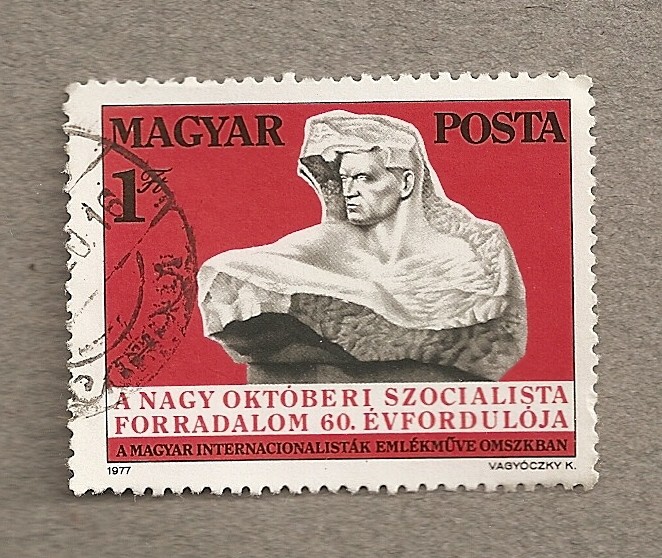 MAGYAR POSTA
1 Ft
A NAGY OKTÓBERI SZOCIALISTA
FORRADALOM 60. ÉVFORDULÓJA
A MAGYAR INTERNACIONALISTÁK EMLÉKMŰVE OMSZKBAN
1977 VAGYÓCZKY K.